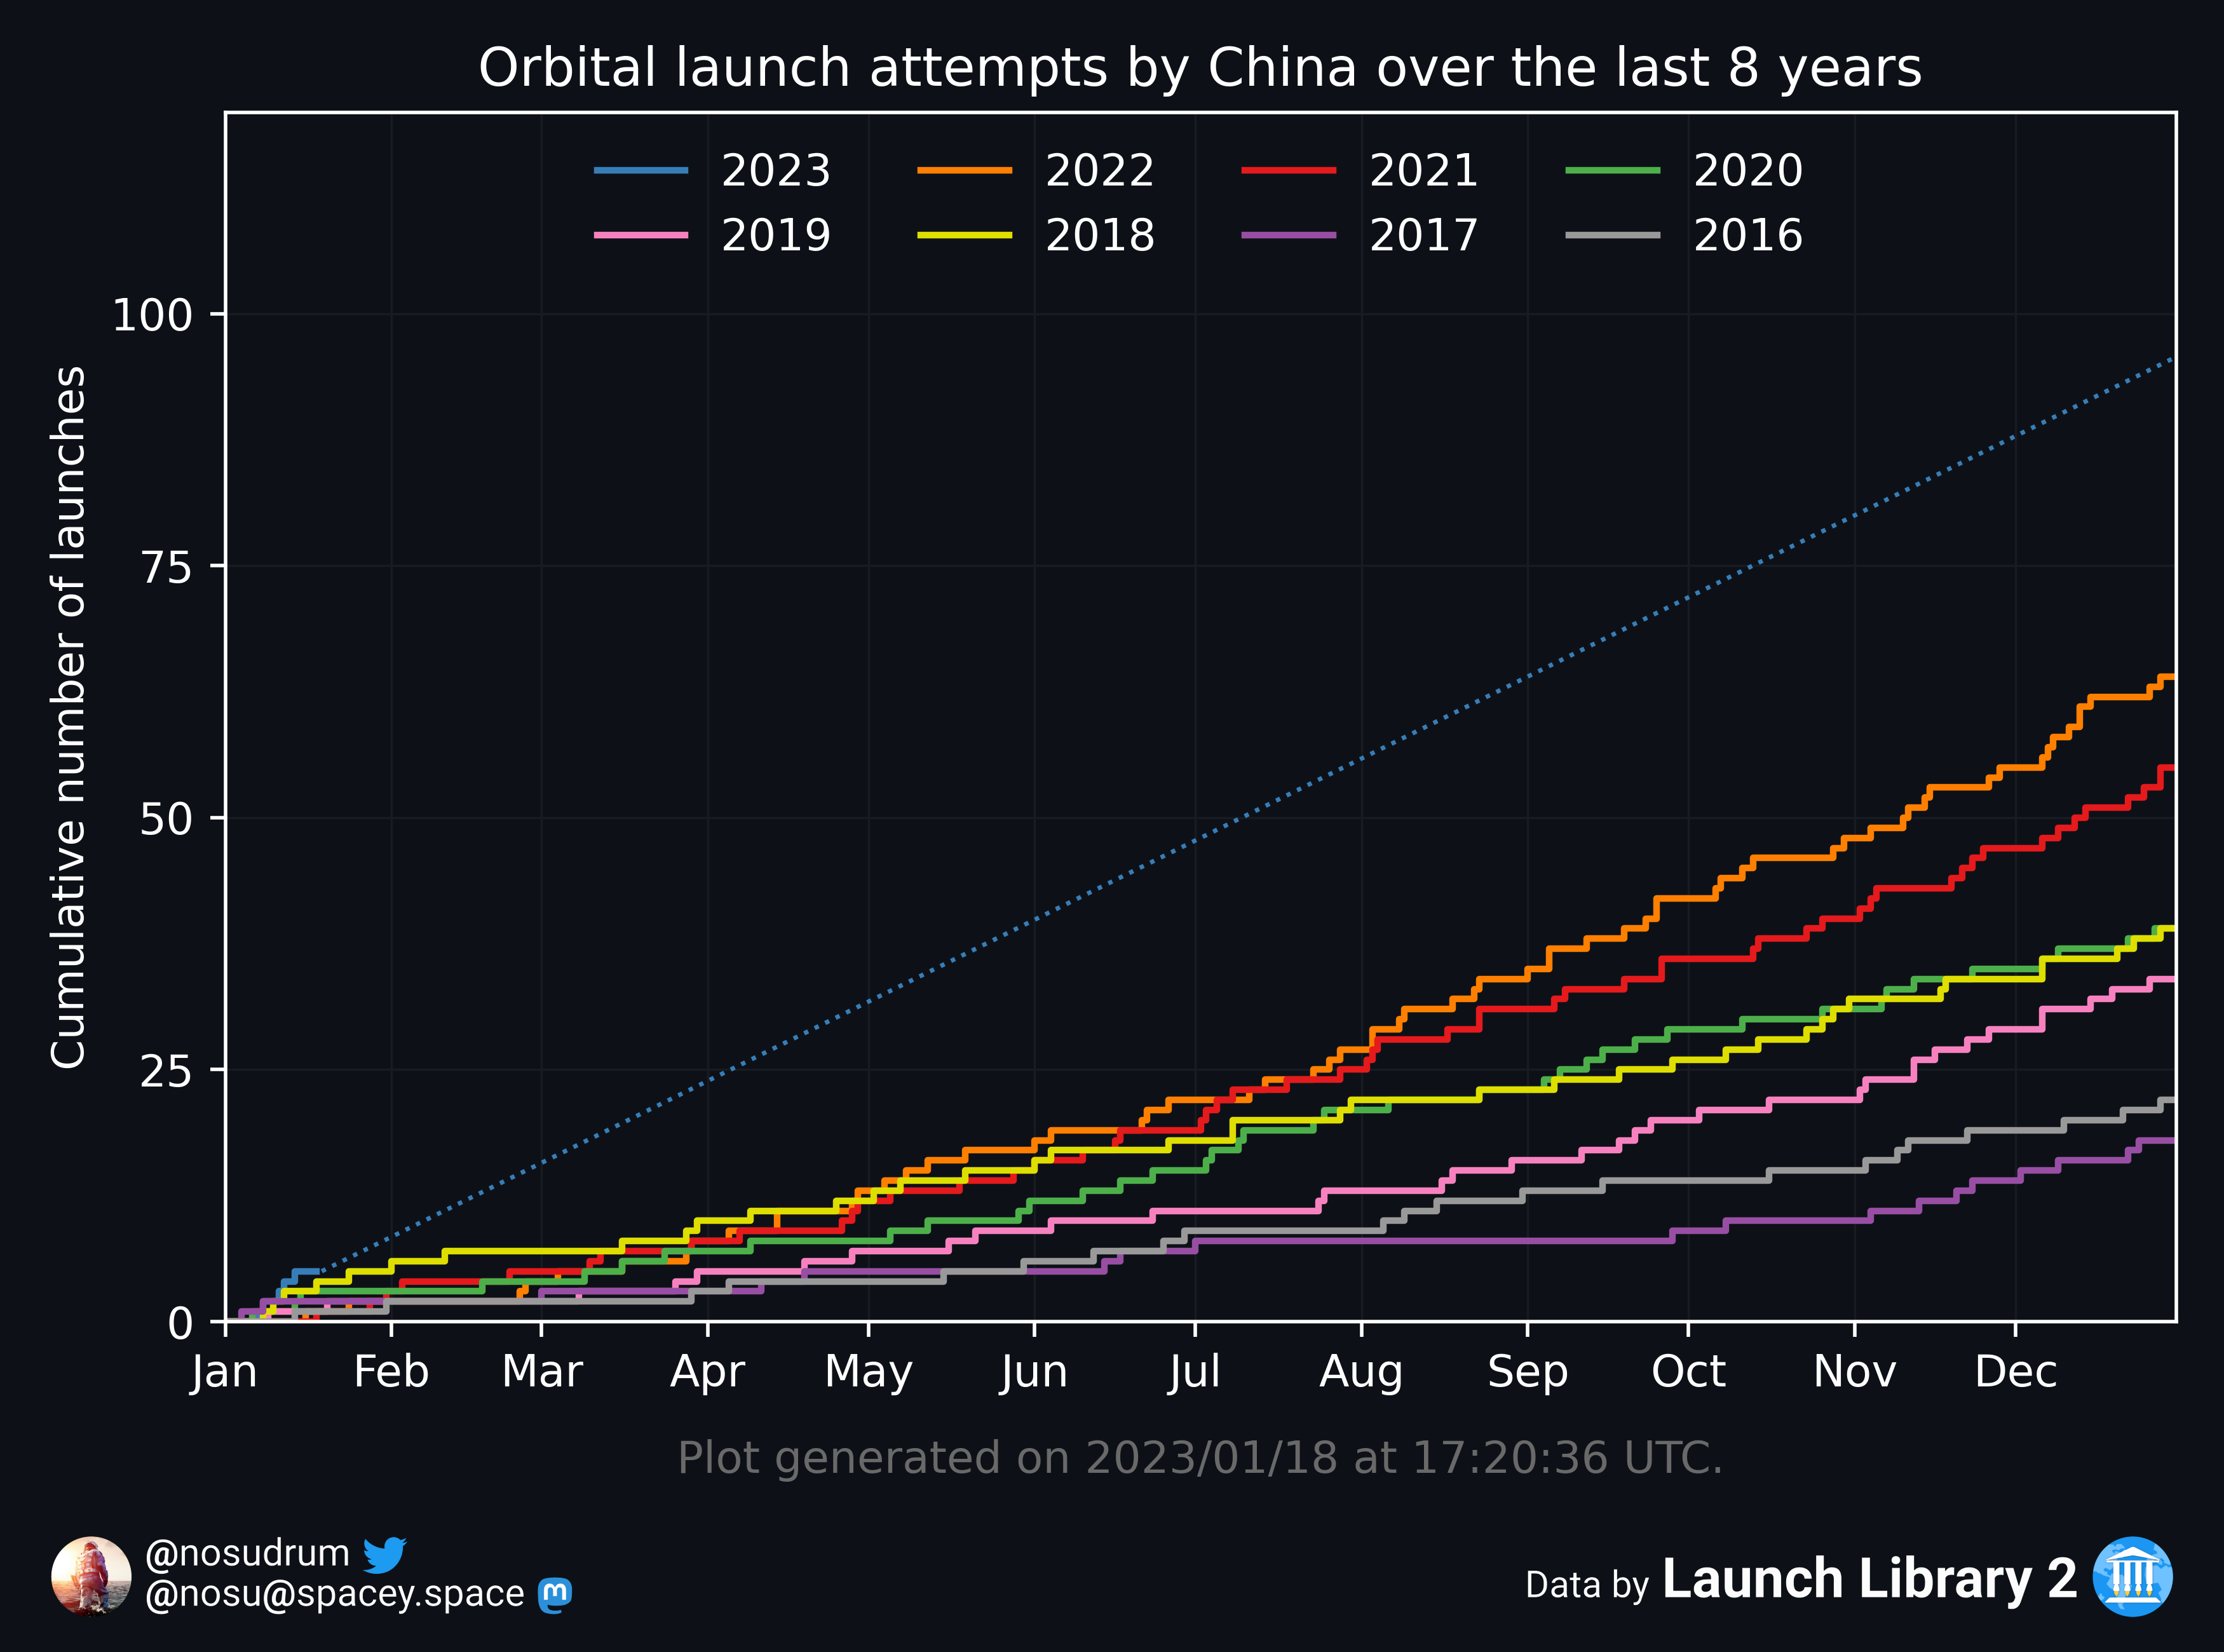 Orbital launch attempts by China over the last 8 years
2023 2022 2021 2020
2019 2018 2017 2016
Cumulative number of launches
100
75
50
25
0
Jan Feb Mar Apr May Jun Jul Aug Sep Oct Nov Dec
Plot generated on 2023/01/18 at 17:20:36 UTC.
@nosudrum
@nosu@spacey.space
Data by Launch Library 2